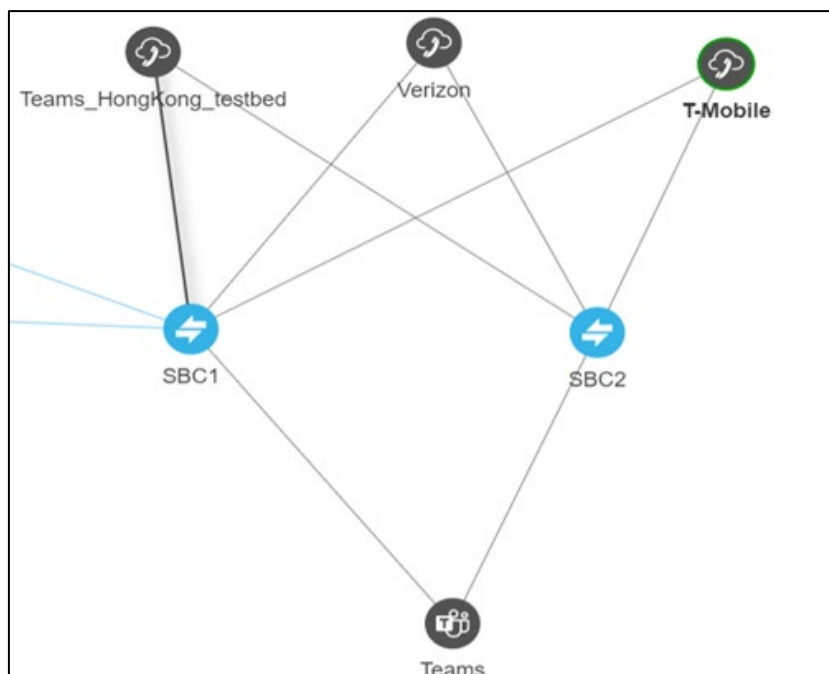 Teams_HongKong_testbed
Verizon
T-Mobile
SBC1
SBC2
T
Teams